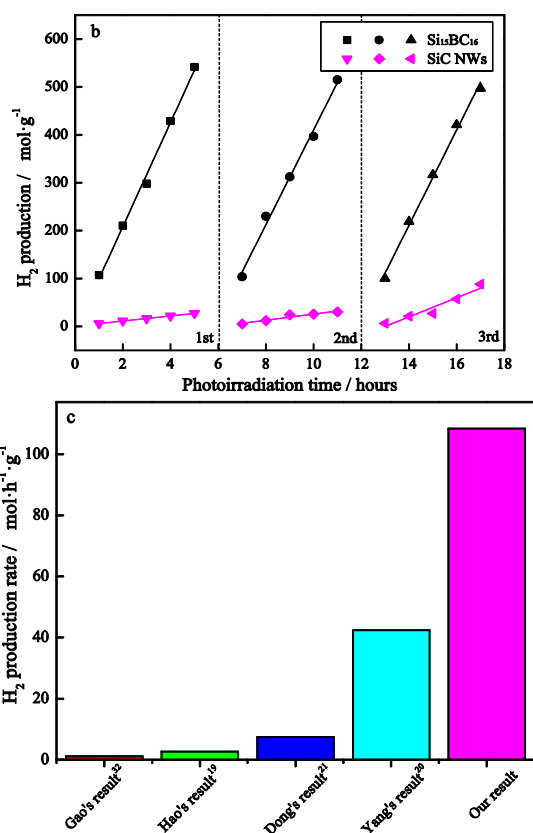 b
Si₁₅BC₁₆
SiC NWs
H₂ production / mol·g⁻¹
600
500
400
300
200
100
0
1st
2nd
3rd
0 2 4 6 8 10 12 14 16 18
Photoirradiation time / hours
c
H₂ production rate / mol·h⁻¹·g⁻¹
100
80
60
40
20
0
Gao's result³²
Hao's result¹⁹
Dong's result²¹
Yang's result²⁰
Our result